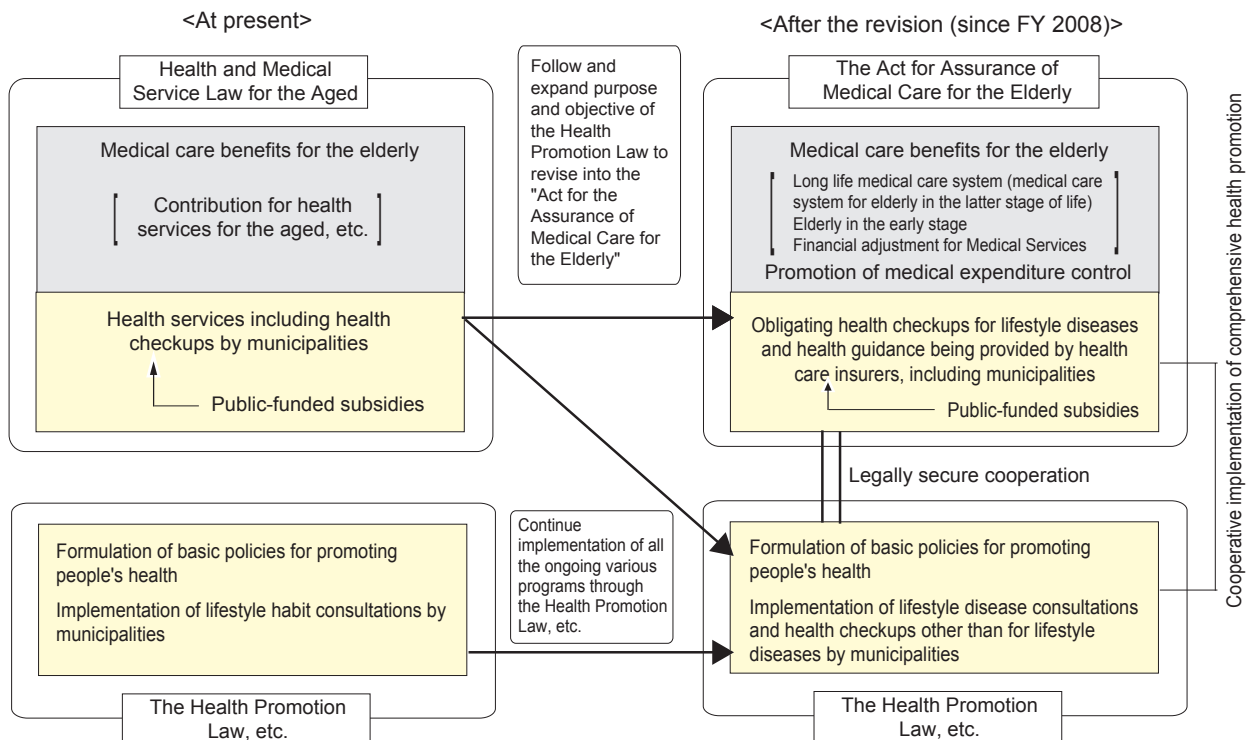 <At present>
<After the revision (since FY 2008)>
Health and Medical
Service Law for the Aged
Medical care benefits for the elderly
Contribution for health
services for the aged, etc.
Health services including health
checkups by municipalities
Public-funded subsidies
Follow and
expand purpose
and objective of
the Health
Promotion Law to
revise into the
"Act for the
Assurance of
Medical Care for
the Elderly"
The Act for Assurance of
Medical Care for the Elderly
Medical care benefits for the elderly
Long life medical care system (medical care
system for elderly in the latter stage of life)
Elderly in the early stage
Financial adjustment for Medical Services
Promotion of medical expenditure control
Obligating health checkups for lifestyle diseases
and health guidance being provided by health
care insurers, including municipalities
Public-funded subsidies
Legally secure cooperation
Formulation of basic policies for promoting
people's health
Implementation of lifestyle habit consultations by
municipalities
The Health Promotion
Law, etc.
Continue
implementation of all
the ongoing various
programs through
the Health Promotion
Law, etc.
Formulation of basic policies for promoting
people's health
Implementation of lifestyle disease consultations
and health checkups other than for lifestyle
diseases by municipalities
The Health Promotion
Law, etc.
Cooperative implementation of comprehensive health promotion